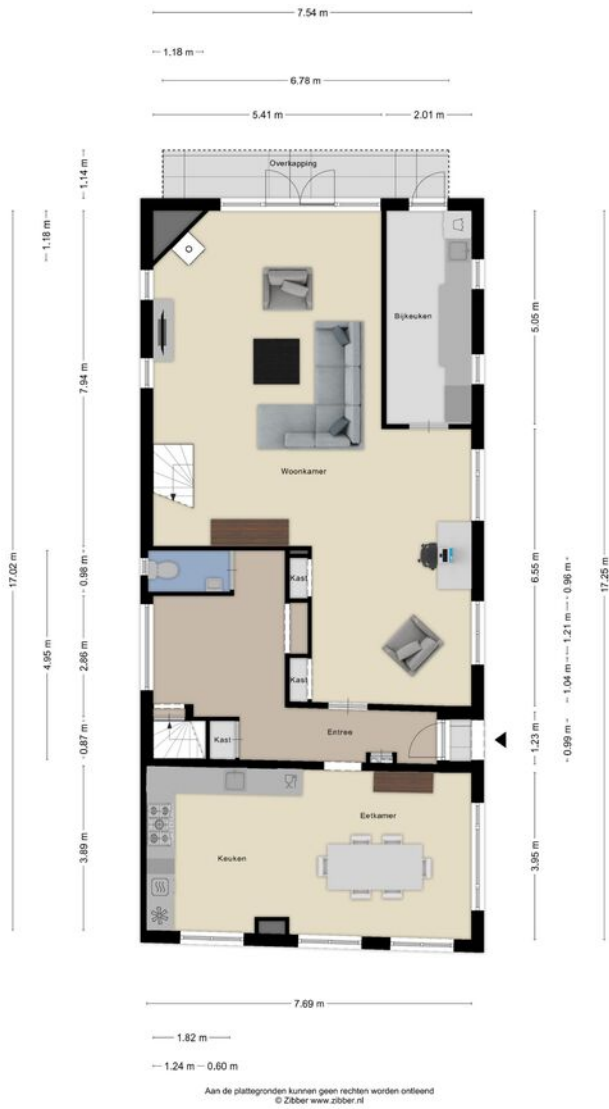 7.54 m
1.18 m
6.78 m
5.41 m
2.01 m
1.14 m
Overkapping
1.18 m
Bijkeuken
5.05 m
7.94 m
Woonkamer
17.02 m
17.25 m
4.95 m
0.98 m
Kast
6.55 m
0.96 m
1.21 m
2.86 m
Kast
1.04 m
0.87 m
Kast
Entree
1.23 m
0.99 m
3.89 m
Eetkamer
Keuken
3.95 m
7.69 m
1.82 m
1.24 m
0.60 m
Aan de plattegronden kunnen geen rechten worden ontleend
© Zibber www.zibber.nl